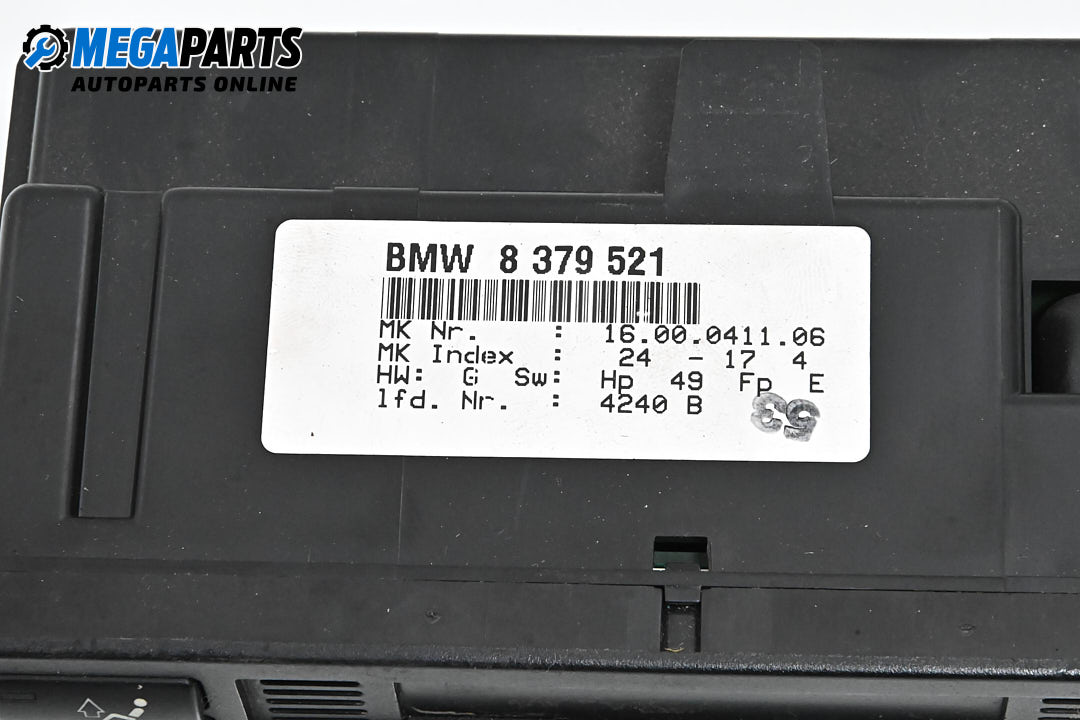 MEGAPARTS
AUTOPARTS ONLINE
BMW 8 379 521
MK Nr. : 16.00.0411.06
MK Index : 24 - 17 4
HW: G Sw: Hp 49 Fp E
lfd. Nr. : 4240 B
53